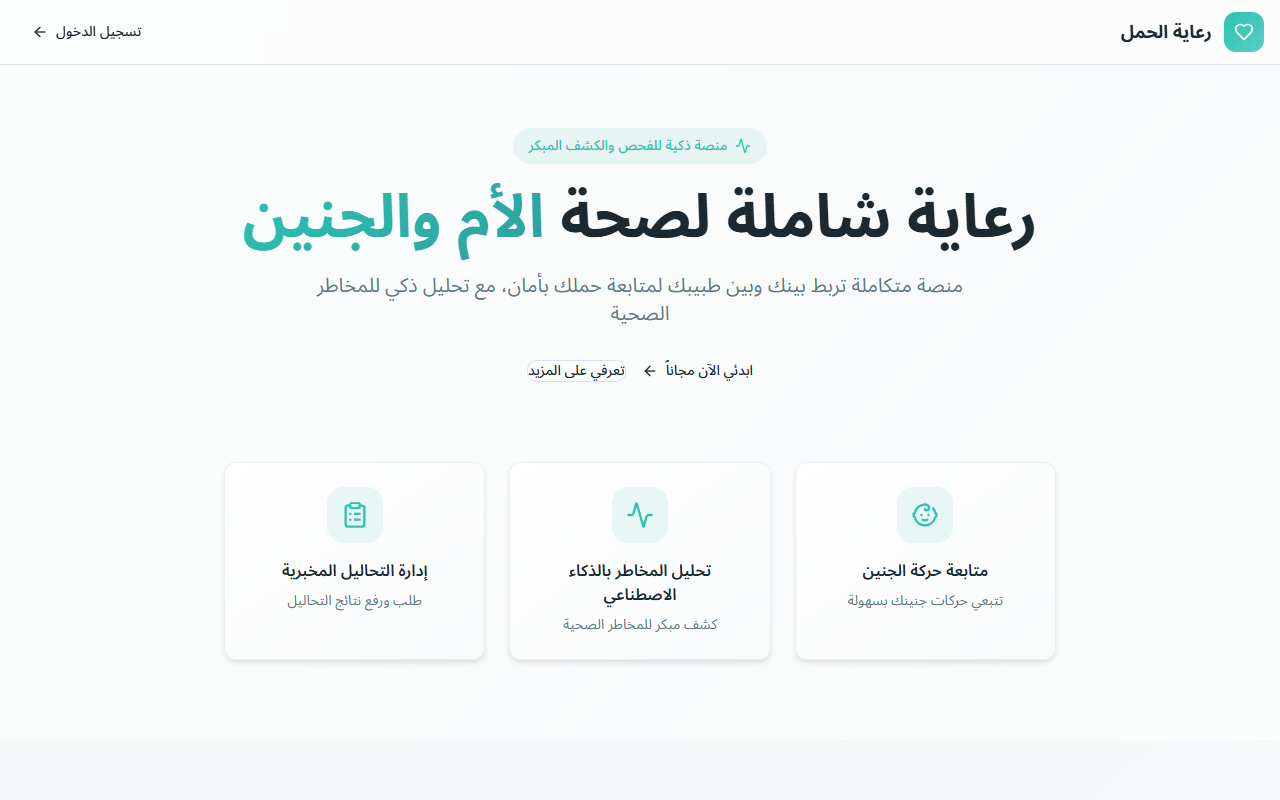 رعاية الحمل
تسجيل الدخول
منصة ذكية للفحص والكشف المبكر
رعاية شاملة لصحة الأم والجنين
منصة متكاملة تربط بينك وبين طبيبك لمتابعة حملك بأمان، مع تحليل ذكي للمخاطر
الصحية
ابدئي الآن مجاناً
تعرفي على المزيد
متابعة حركة الجنين
تتبعي حركات جنينك بسهولة
تحليل المخاطر بالذكاء
الاصطناعي
كشف مبكر للمخاطر الصحية
إدارة التحاليل المخبرية
طلب ورفع نتائج التحاليل